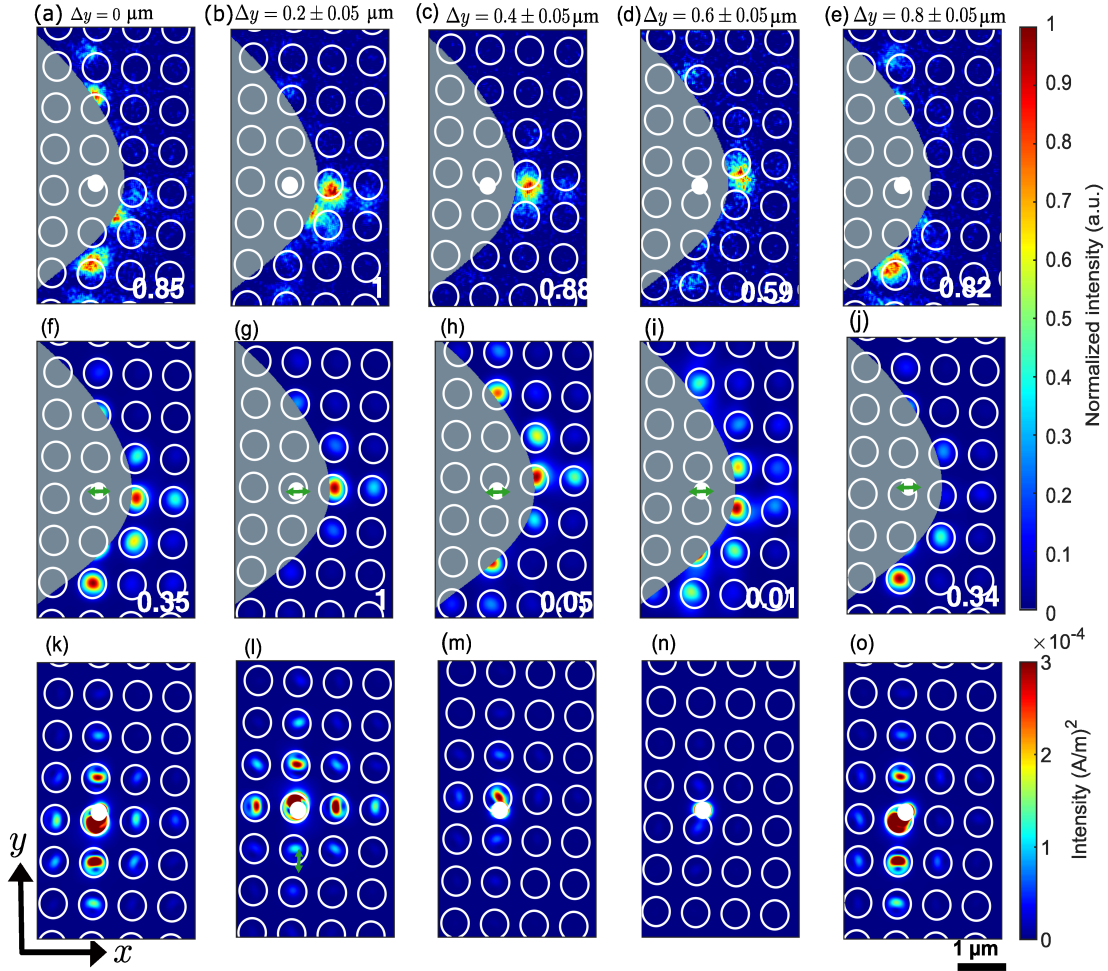 (a) Δy = 0 μm
(b) Δy = 0.2 ± 0.05 μm
(c) Δy = 0.4 ± 0.05 μm
(d) Δy = 0.6 ± 0.05 μm
(e) Δy = 0.8 ± 0.05 μm
0.85
1
0.88
0.59
0.82
1
0.9
0.8
0.7
0.6
0.5
0.4
0.3
0.2
0.1
0
Normalized intensity (a.u.)
(f)
(g)
(h)
(i)
(j)
0.35
1
0.05
0.01
0.34
(k)
(l)
(m)
(n)
(o)
×10⁻⁴
3
2
1
0
Intensity (A/m)²
y
x
1 μm